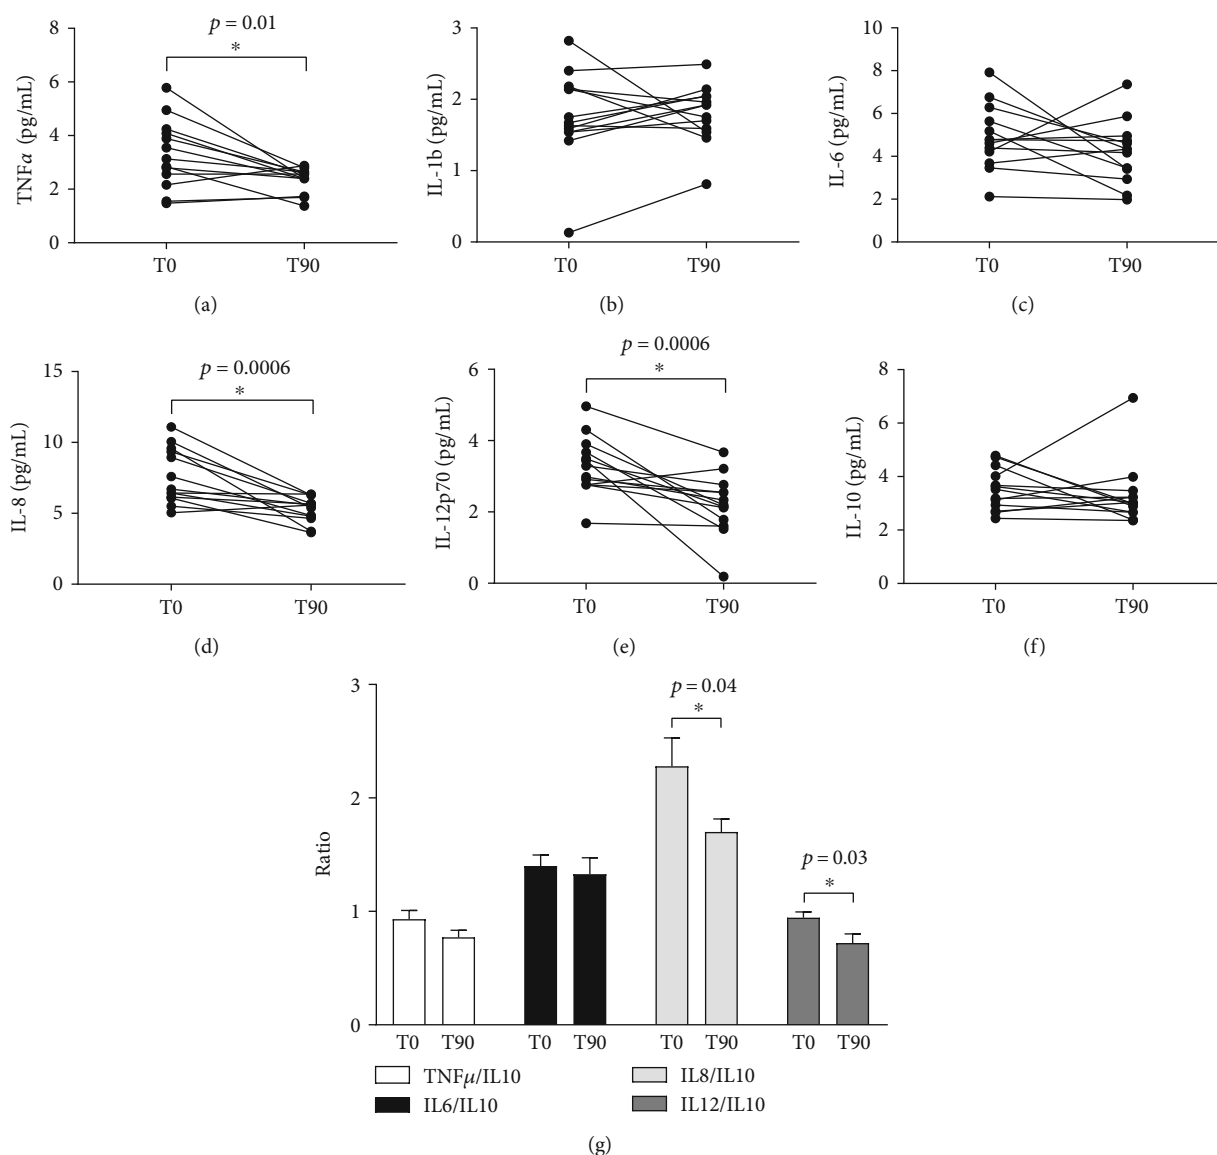 p = 0.01
*
TNFα (pg/mL)
8
6
4
2
0
T0 T90
(a)
IL-1b (pg/mL)
3
2
1
0
T0 T90
(b)
IL-6 (pg/mL)
10
8
6
4
2
0
T0 T90
(c)
p = 0.0006
*
IL-8 (pg/mL)
15
10
5
0
T0 T90
(d)
p = 0.0006
*
IL-12p70 (pg/mL)
6
4
2
0
T0 T90
(e)
IL-10 (pg/mL)
8
6
4
2
0
T0 T90
(f)
Ratio
3
2
1
0
p = 0.04
*
p = 0.03
*
T0 T90 T0 T90 T0 T90 T0 T90
TNFμ/IL10
IL6/IL10
IL8/IL10
IL12/IL10
(g)